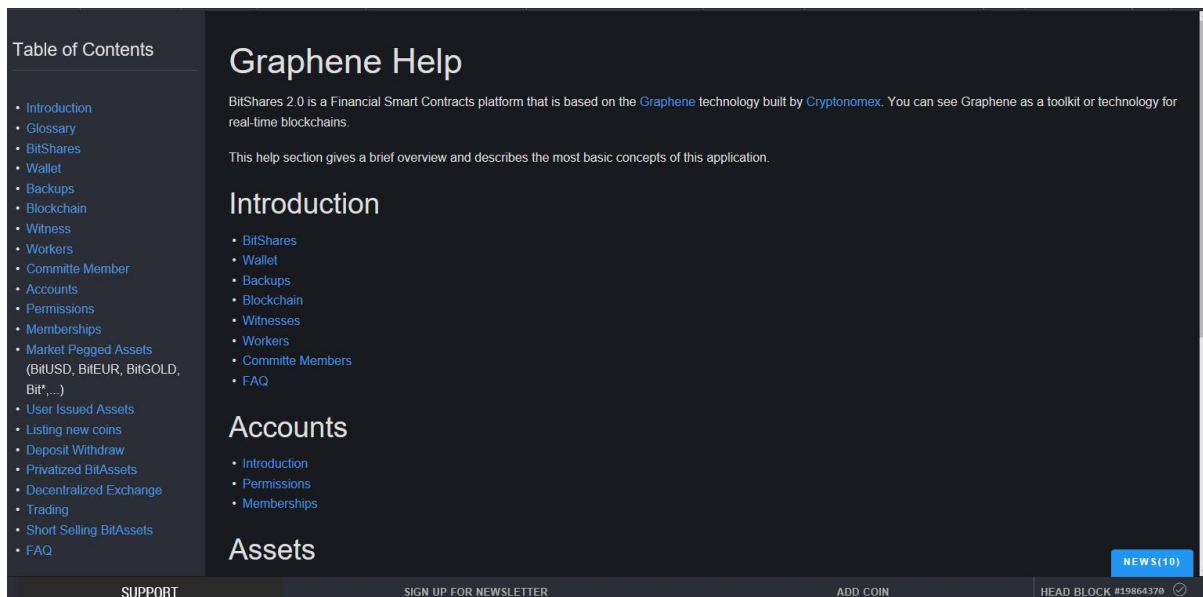 Table of Contents
• Introduction
• Glossary
• BitShares
• Wallet
• Backups
• Blockchain
• Witness
• Workers
• Committe Member
• Accounts
• Permissions
• Memberships
• Market Pegged Assets
(BitUSD, BitEUR, BitGOLD,
Bit*,...)
• User Issued Assets
• Listing new coins
• Deposit Withdraw
• Privatized BitAssets
• Decentralized Exchange
• Trading
• Short Selling BitAssets
• FAQ
Graphene Help
BitShares 2.0 is a Financial Smart Contracts platform that is based on the Graphene technology built by Cryptonomex. You can see Graphene as a toolkit or technology for
real-time blockchains.
This help section gives a brief overview and describes the most basic concepts of this application.
Introduction
• BitShares
• Wallet
• Backups
• Blockchain
• Witnesses
• Workers
• Committe Members
• FAQ
Accounts
• Introduction
• Permissions
• Memberships
Assets
NEWS(10)
SUPPORT
SIGN UP FOR NEWSLETTER
ADD COIN
HEAD BLOCK #19864370